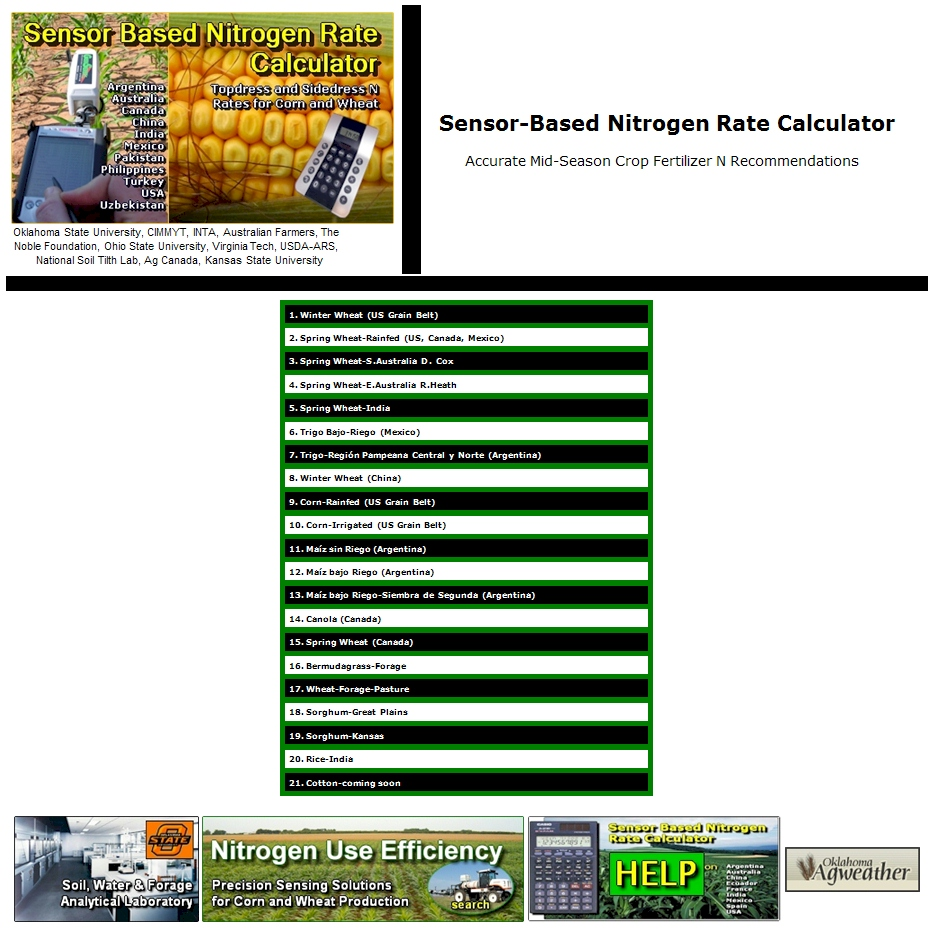 Sensor Based Nitrogen Rate
Calculator
Topdress and Sidedress N
Rates for Corn and Wheat
Argentina
Australia
Canada
China
India
Mexico
Pakistan
Philippines
Turkey
USA
Uzbekistan
Oklahoma State University, CIMMYT, INTA, Australian Farmers, The
Noble Foundation, Ohio State University, Virginia Tech, USDA-ARS,
National Soil Tilth Lab, Ag Canada, Kansas State University
Sensor-Based Nitrogen Rate Calculator
Accurate Mid-Season Crop Fertilizer N Recommendations
1. Winter Wheat (US Grain Belt)
2. Spring Wheat-Rainfed (US, Canada, Mexico)
3. Spring Wheat-S.Australia D. Cox
4. Spring Wheat-E.Australia R.Heath
5. Spring Wheat-India
6. Trigo Bajo-Riego (Mexico)
7. Trigo-Región Pampeana Central y Norte (Argentina)
8. Winter Wheat (China)
9. Corn-Rainfed (US Grain Belt)
10. Corn-Irrigated (US Grain Belt)
11. Maíz sin Riego (Argentina)
12. Maíz bajo Riego (Argentina)
13. Maíz bajo Riego-Siembra de Segunda (Argentina)
14. Canola (Canada)
15. Spring Wheat (Canada)
16. Bermudagrass-Forage
17. Wheat-Forage-Pasture
18. Sorghum-Great Plains
19. Sorghum-Kansas
20. Rice-India
21. Cotton-coming soon
STATE
Soil, Water & Forage
Analytical Laboratory
Nitrogen Use Efficiency
Precision Sensing Solutions
for Corn and Wheat Production
search
CASIO
Sensor Based Nitrogen
Rate Calculator
HELP
on
Argentina
Australia
China
Ecuador
France
India
Mexico
Spain
USA
Oklahoma
Agweather